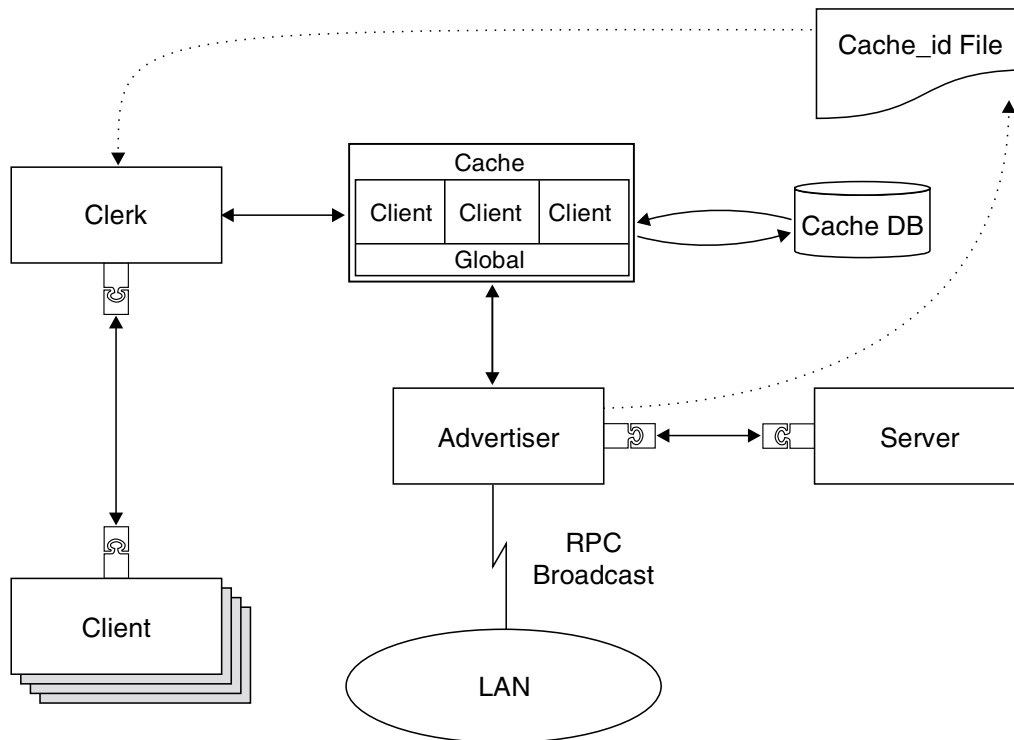 Cache_id File
Cache
Clerk
Client Client Client
Cache DB
Global
Advertiser
Server
RPC
Broadcast
Client
LAN